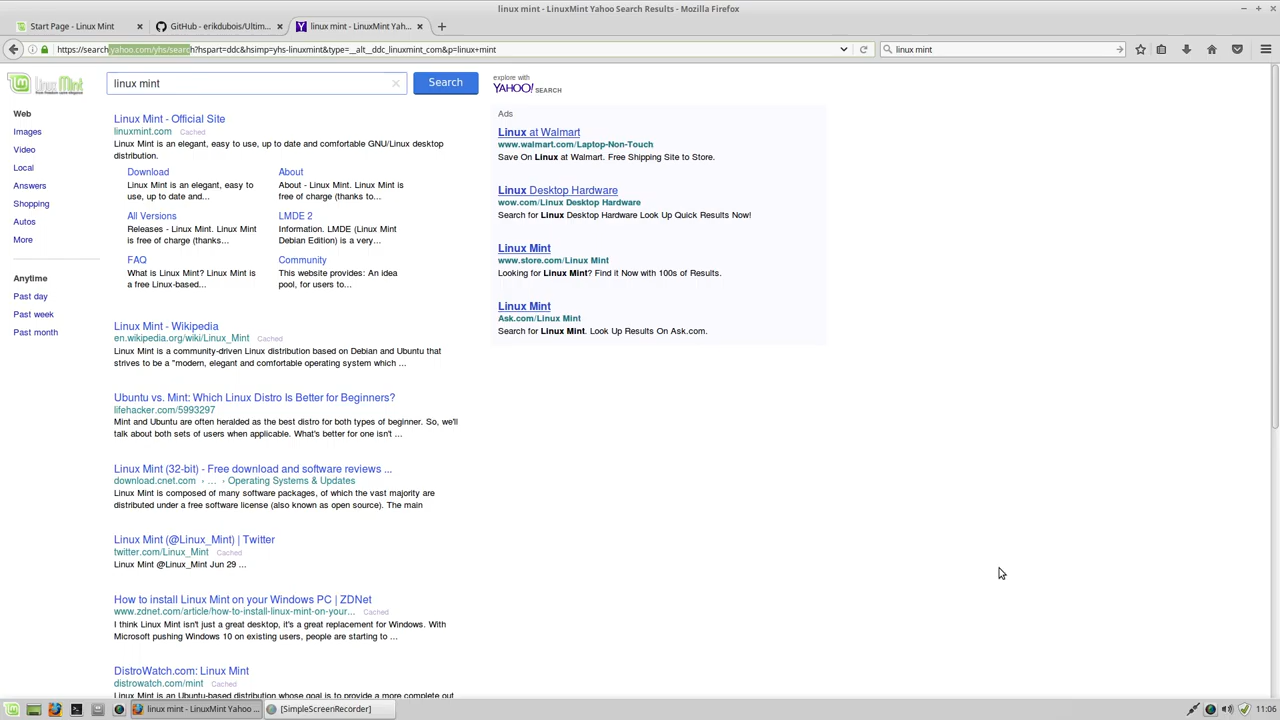 linux mint - LinuxMint Yahoo Search Results - Mozilla Firefox
Start Page - Linux Mint
GitHub - erikdubois/Ultim...
linux mint - LinuxMint Yah...
https://search.yahoo.com/yhs/search?hspart=ddc&hsimp=yhs-linuxmint&type=__alt__ddc_linuxmint_com&p=linux+mint
linux mint
Linux Mint
linux mint
Search
explore with
YAHOO! SEARCH
Web
Images
Video
Local
Answers
Shopping
Autos
More
Anytime
Past day
Past week
Past month
Linux Mint - Official Site
linuxmint.com Cached
Linux Mint is an elegant, easy to use, up to date and comfortable GNU/Linux desktop
distribution.
Download
Linux Mint is an elegant, easy to
use, up to date and...
About
About - Linux Mint. Linux Mint is
free of charge (thanks to...
All Versions
Releases - Linux Mint. Linux Mint
is free of charge (thanks...
LMDE 2
Information. LMDE (Linux Mint
Debian Edition) is a very...
FAQ
What is Linux Mint? Linux Mint is
a free Linux-based...
Community
This website provides: An idea
pool, for users to...
Linux Mint - Wikipedia
en.wikipedia.org/wiki/Linux_Mint Cached
Linux Mint is a community-driven Linux distribution based on Debian and Ubuntu that
strives to be a "modern, elegant and comfortable operating system which ...
Ubuntu vs. Mint: Which Linux Distro Is Better for Beginners?
lifehacker.com/5993297
Mint and Ubuntu are often heralded as the best distro for both types of beginner. So, we'll
talk about both sets of users when applicable. What's better for one isn't ...
Linux Mint (32-bit) - Free download and software reviews ...
download.cnet.com › ... › Operating Systems & Updates
Linux Mint is composed of many software packages, of which the vast majority are
distributed under a free software license (also known as open source). The main
Linux Mint (@Linux_Mint) | Twitter
twitter.com/Linux_Mint Cached
Linux Mint @Linux_Mint Jun 29 ...
How to install Linux Mint on your Windows PC | ZDNet
www.zdnet.com/article/how-to-install-linux-mint-on-your... Cached
I think Linux Mint isn't just a great desktop, it's a great replacement for Windows. With
Microsoft pushing Windows 10 on existing users, people are starting to ...
DistroWatch.com: Linux Mint
distrowatch.com/mint Cached
Linux Mint is an Ubuntu-based distribution whose goal is to provide a more complete out
Ads
Linux at Walmart
www.walmart.com/Laptop-Non-Touch
Save On Linux at Walmart. Free Shipping Site to Store.
Linux Desktop Hardware
wow.com/Linux Desktop Hardware
Search for Linux Desktop Hardware Look Up Quick Results Now!
Linux Mint
www.store.com/Linux Mint
Looking for Linux Mint? Find it Now with 100s of Results.
Linux Mint
Ask.com/Linux Mint
Search for Linux Mint. Look Up Results On Ask.com.
linux mint - LinuxMint Yahoo ...
[SimpleScreenRecorder]
11:06